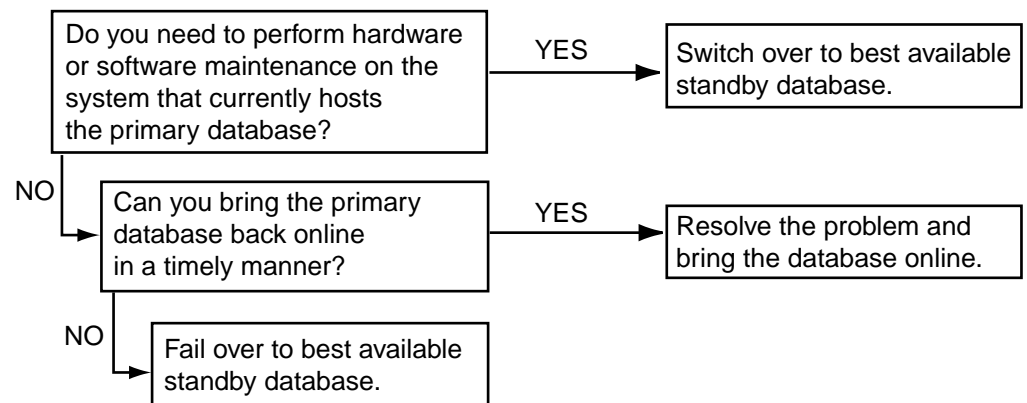 Do you need to perform hardware
or software maintenance on the
system that currently hosts
the primary database?
YES
Switch over to best available
standby database.
NO
Can you bring the primary
database back online
in a timely manner?
YES
Resolve the problem and
bring the database online.
NO
Fail over to best available
standby database.